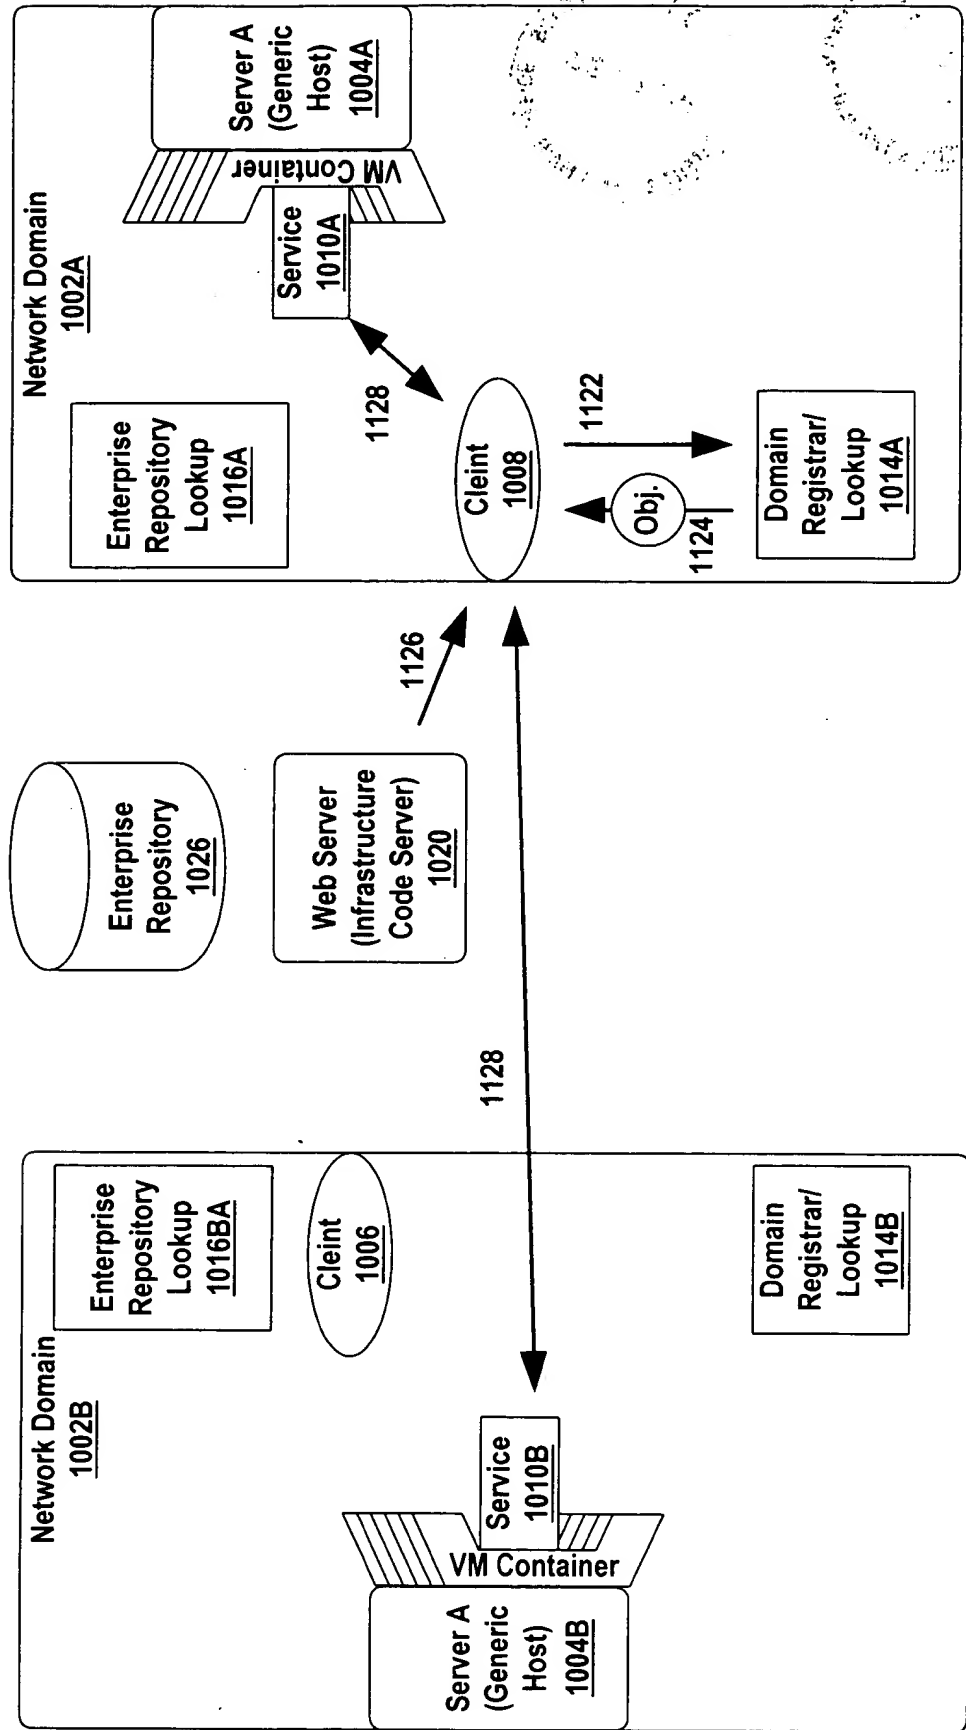 Network Domain
1002B
Enterprise
Repository
Lookup
1016BA
Cleint
1006
Server A
(Generic
Host)
1004B
VM Container
Service
1010B
Domain
Registrar/
Lookup
1014B
Enterprise
Repository
1026
Web Server
(Infrastructure
Code Server)
1020
1126
1128
Network Domain
1002A
Enterprise
Repository
Lookup
1016A
Server A
(Generic
Host)
1004A
VM Container
Service
1010A
1128
Cleint
1008
1122
Obj.
1124
Domain
Registrar/
Lookup
1014A